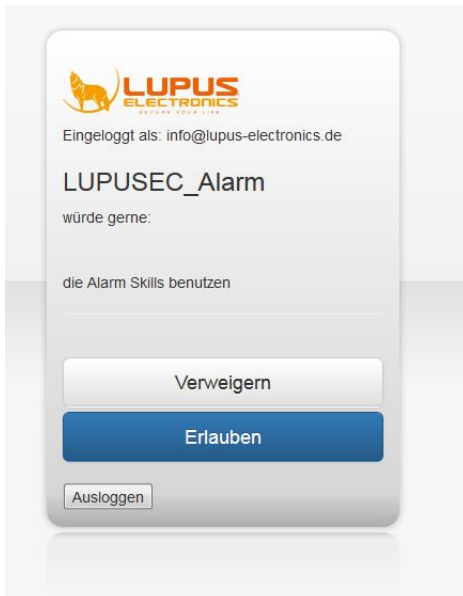 LUPUS
ELECTRONICS
SECURE YOUR LIFE
Eingeloggt als: info@lupus-electronics.de
LUPUSEC_Alarm
würde gerne:
die Alarm Skills benutzen
Verweigern
Erlauben
Ausloggen